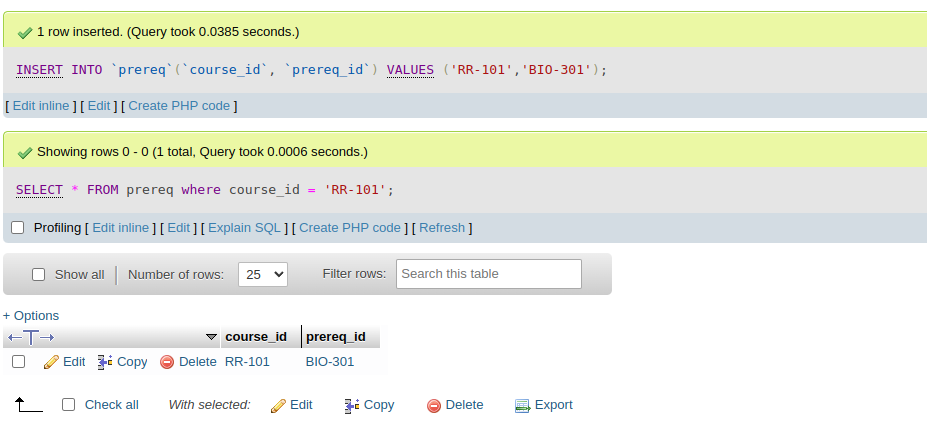 1 row inserted. (Query took 0.0385 seconds.)
INSERT INTO `prereq`(`course_id`, `prereq_id`) VALUES ('RR-101','BIO-301');
[ Edit inline ] [ Edit ] [ Create PHP code ]
Showing rows 0 - 0 (1 total, Query took 0.0006 seconds.)
SELECT * FROM prereq where course_id = 'RR-101';
Profiling [ Edit inline ] [ Edit ] [ Explain SQL ] [ Create PHP code ] [ Refresh ]
Show all Number of rows: 25 Filter rows: Search this table
+ Options
course_id prereq_id
Edit Copy Delete RR-101 BIO-301
Check all With selected: Edit Copy Delete Export